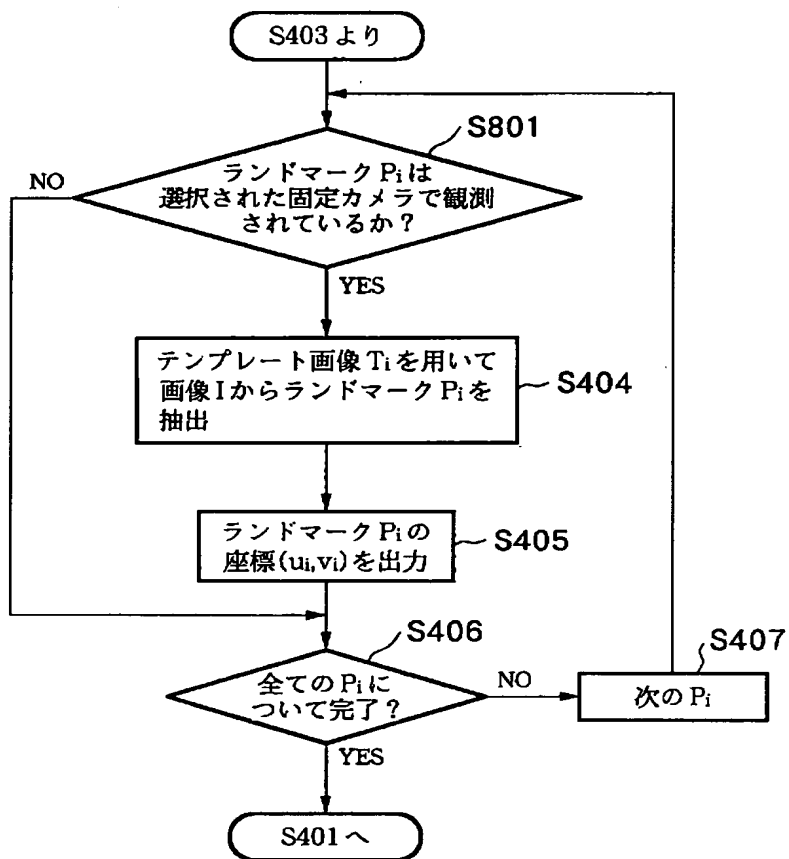 S403より
S801
ランドマークPiは
選択された固定カメラで観測
されているか？
NO
YES
テンプレート画像Tiを用いて
画像IからランドマークPiを
抽出
S404
ランドマークPiの
座標(ui,vi)を出力
S405
S406
全てのPiに
ついて完了？
NO
S407
次のPi
YES
S401へ